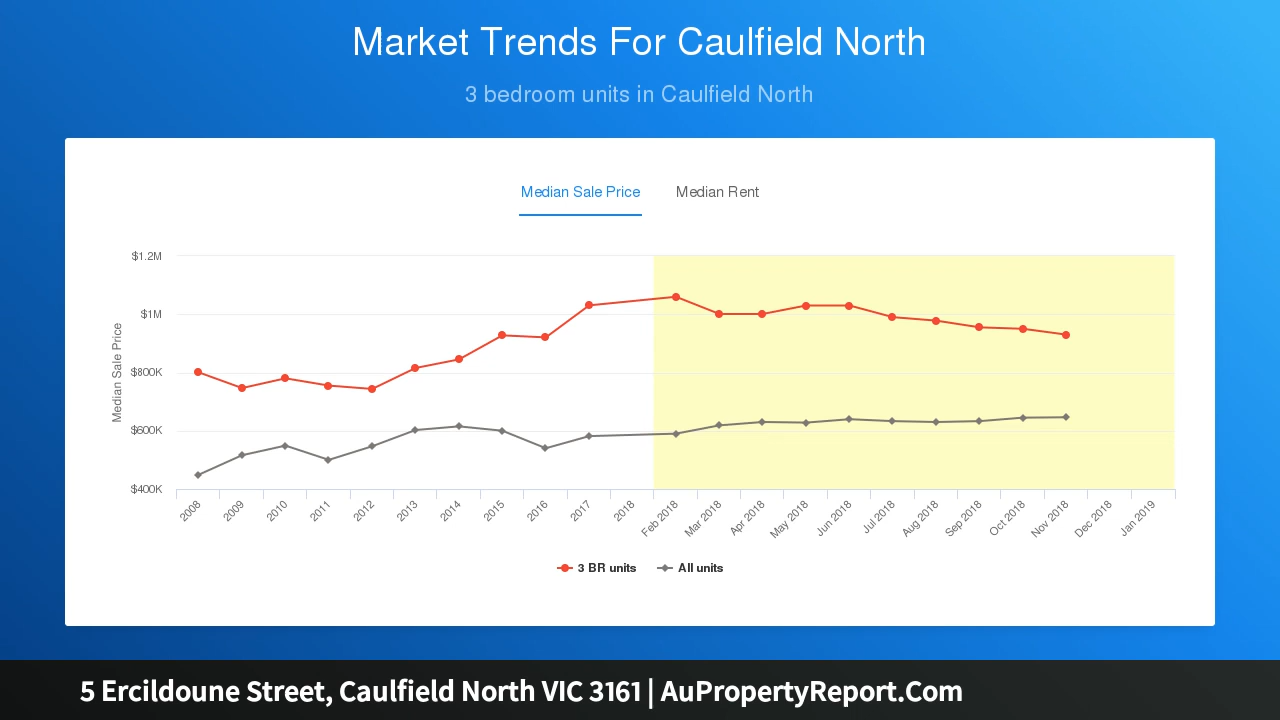 Market Trends For Caulfield North
3 bedroom units in Caulfield North
Median Sale Price Median Rent
Median Sale Price
$1.2M
$1M
$800K
$600K
$400K
2008 2009 2010 2011 2012 2013 2014 2015 2016 2017 2018 Feb 2018 Mar 2018 Apr 2018 May 2018 Jun 2018 Jul 2018 Aug 2018 Sep 2018 Oct 2018 Nov 2018 Dec 2018 Jan 2019
3 BR units All units
5 Ercildoune Street, Caulfield North VIC 3161 | AuPropertyReport.Com